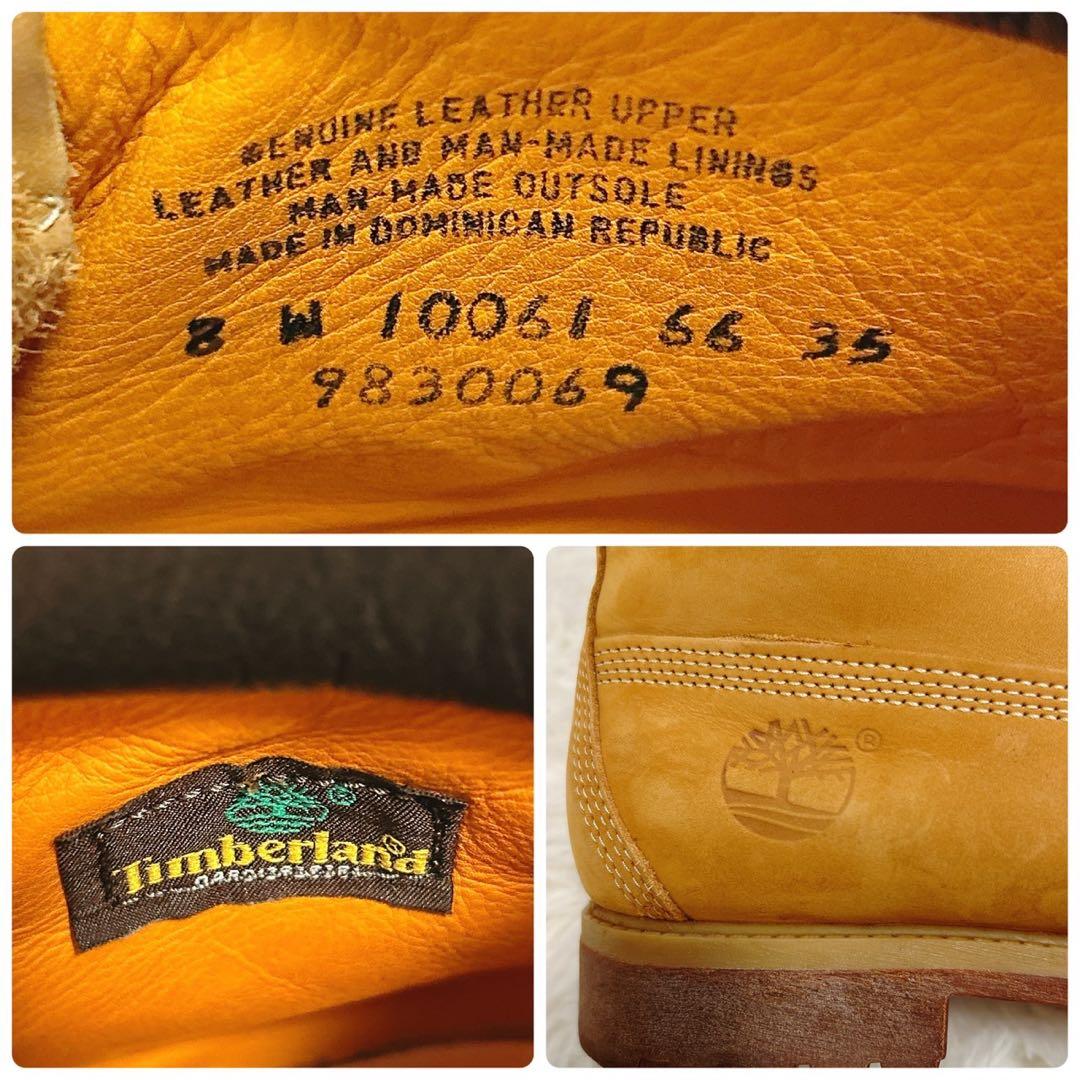 GENUINE LEATHER UPPER
LEATHER AND MAN-MADE LININGS
MAN-MADE OUTSOLE
MADE IN DOMINICAN REPUBLIC
8 W 10061 66 35
9830069
®
Timberland®
®